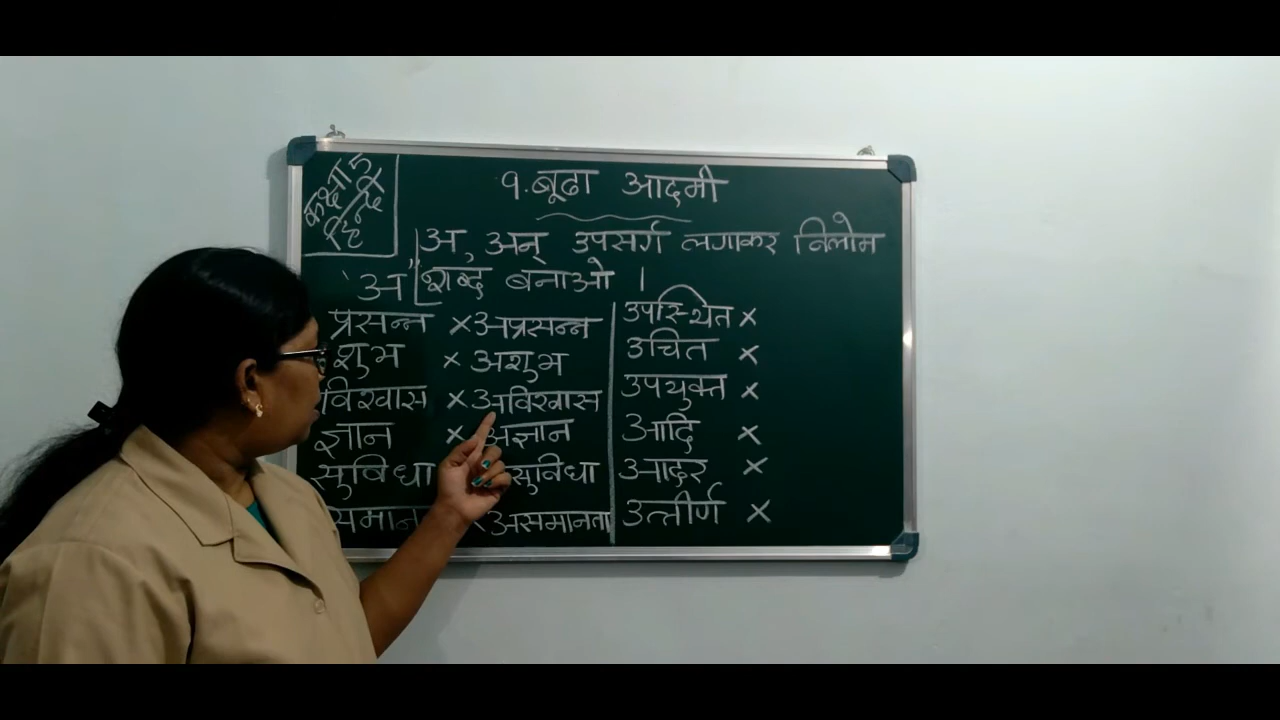 कक्षा 5
हिन्दी
१. बूढा आदमी
अ, अन् उपसर्ग लगाकर विलोम
शब्द बनाओ ।
'अ"
प्रसन्न × अप्रसन्न
शुभ × अशुभ
विश्वास × अविश्वास
ज्ञान × अज्ञान
सुविधा सुविधा
समान × असमानता
उपस्थित ×
उचित ×
उपयुक्त ×
आदि ×
आदर ×
उत्तीर्ण ×